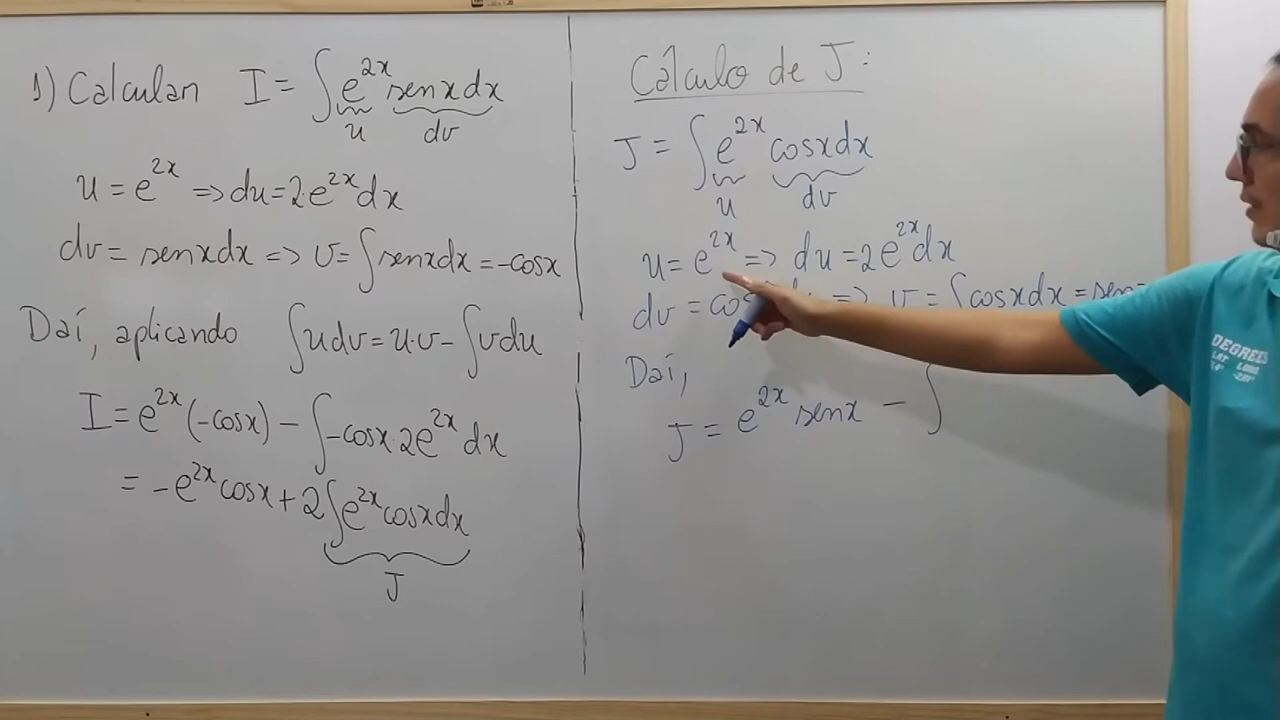 1) Calcular I = ∫ e^{2x} senx dx
u dv
u = e^{2x} => du = 2·e^{2x} dx
dv = senx dx => v = ∫ senx dx = -cosx
Daí, aplicando ∫ u dv = u·v - ∫ v du
I = e^{2x} (-cosx) - ∫ -cosx · 2e^{2x} dx
= -e^{2x} cosx + 2 ∫ e^{2x} cosx dx
J
Cálculo de J:
J = ∫ e^{2x} cosx dx
u dv
u = e^{2x} => du = 2e^{2x} dx
dv = => v = ∫ cosx dx =
Daí,
J = e^{2x} senx - ∫
DEGREES